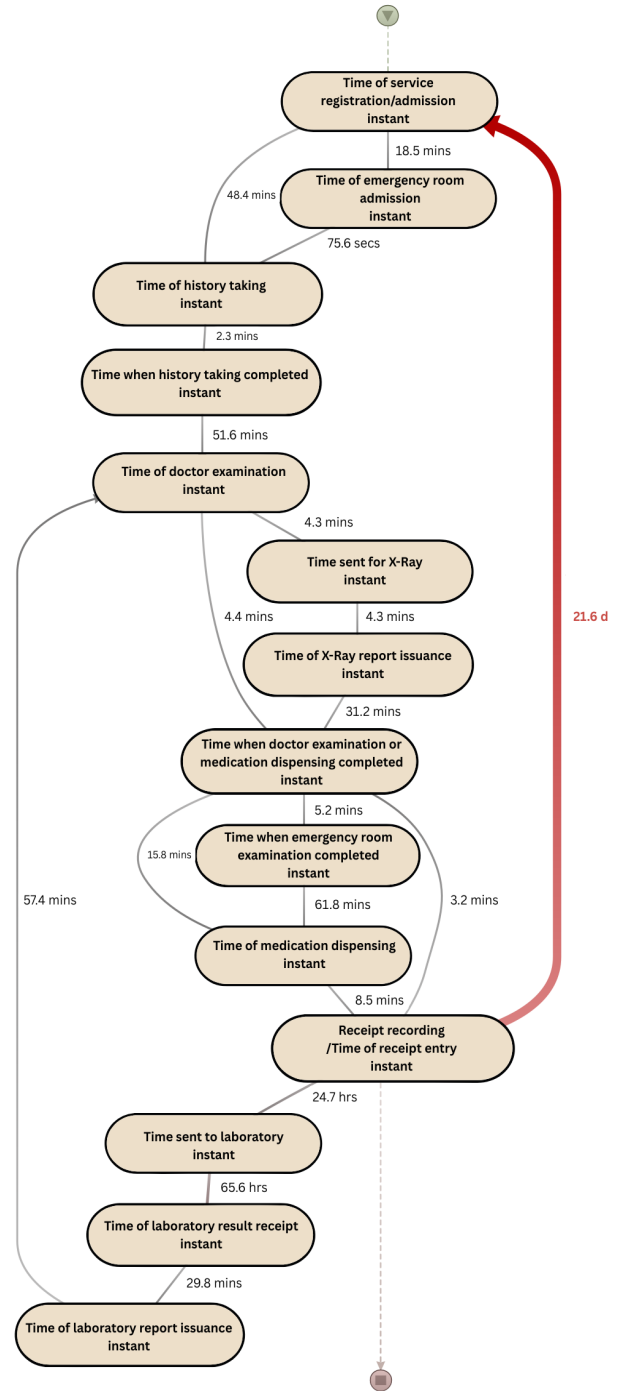 Time of service
registration/admission
instant
18.5 mins
48.4 mins
Time of emergency room
admission
instant
75.6 secs
Time of history taking
instant
2.3 mins
Time when history taking completed
instant
51.6 mins
Time of doctor examination
instant
4.3 mins
Time sent for X-Ray
instant
4.4 mins
4.3 mins
21.6 d
Time of X-Ray report issuance
instant
31.2 mins
Time when doctor examination or
medication dispensing completed
instant
5.2 mins
Time when emergency room
examination completed
instant
15.8 mins
57.4 mins
61.8 mins
3.2 mins
Time of medication dispensing
instant
8.5 mins
Receipt recording
/Time of receipt entry
instant
24.7 hrs
Time sent to laboratory
instant
65.6 hrs
Time of laboratory result receipt
instant
29.8 mins
Time of laboratory report issuance
instant